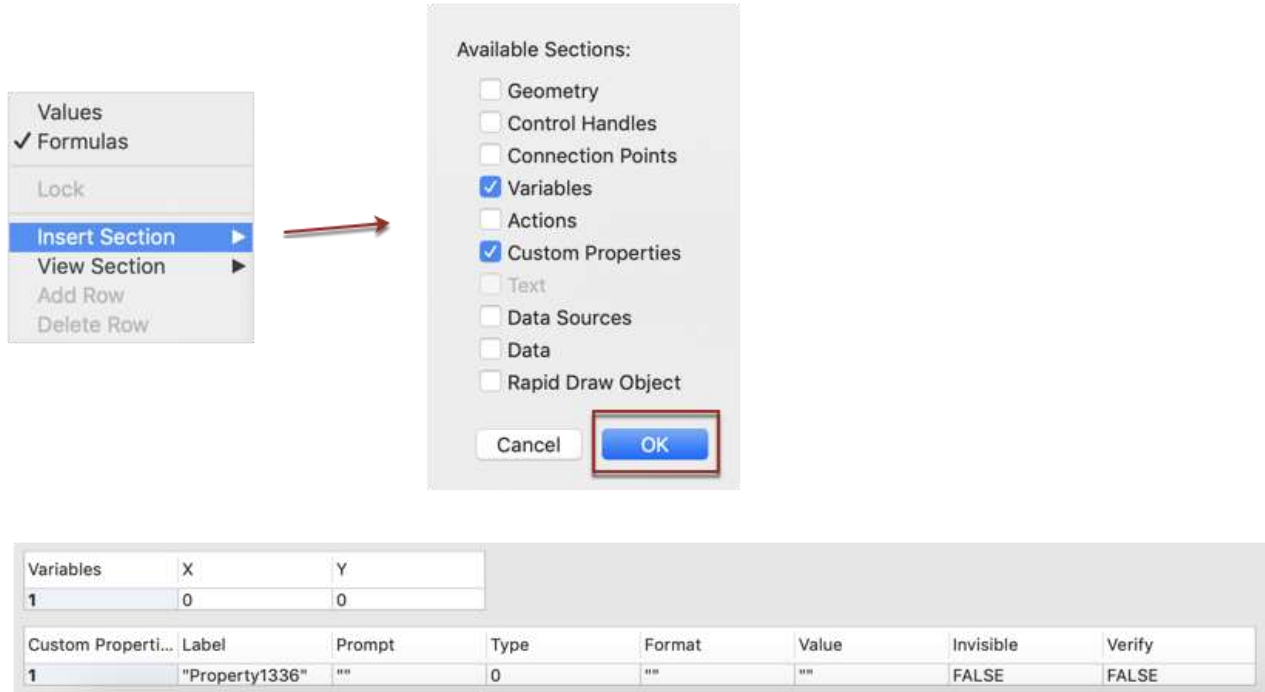 Values
✓ Formulas
Lock
Insert Section ▶
View Section ▶
Add Row
Delete Row
Available Sections:
Geometry
Control Handles
Connection Points
Variables
Actions
Custom Properties
Text
Data Sources
Data
Rapid Draw Object
Cancel OK
Variables X Y
1 0 0
Custom Properti... Label Prompt Type Format Value Invisible Verify
1 "Property1336" "" 0 "" "" FALSE FALSE